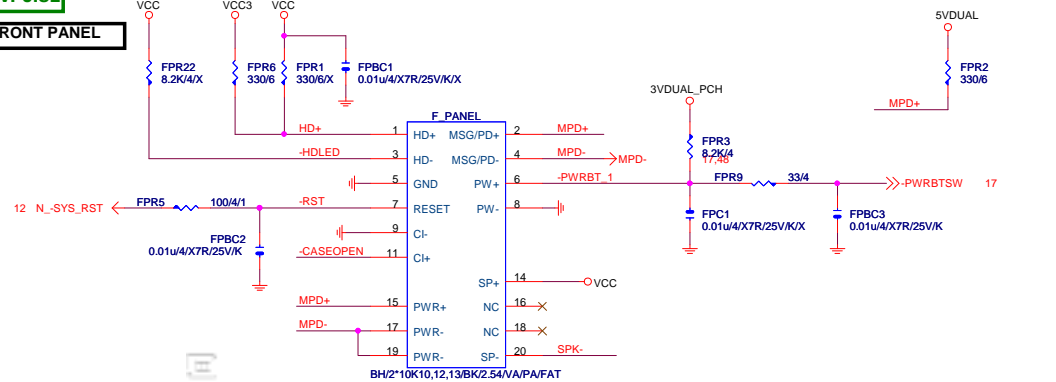 VCC VCC3 VCC 5VDUAL
RONT PANEL
FPR22
8.2K/4/X
FPR6
330/6
FPR1
330/6/X
FPBC1
0.01u/4/X7R/25V/K/X
FPR2
330/6
MPD+
3VDUAL_PCH
FPR3
8.2K/4
17,48
F_PANEL
HD+ 1 HD+ MSG/PD+ 2 MPD+
-HDLED 3 HD- MSG/PD- 4 MPD- MPD-
5 GND PW+ 6 -PWRBT_1 FPR9 33/4 -PWRBTSW 17
12 N_-SYS_RST FPR5 100/4/1 -RST 7 RESET PW- 8
FPC1
0.01u/4/X7R/25V/K/X
FPBC3
0.01u/4/X7R/25V/K
9 CI-
FPBC2
0.01u/4/X7R/25V/K
-CASEOPEN 11 CI+
SP+ 14 VCC
MPD+ 15 PWR+ NC 16
MPD- 17 PWR- NC 18
19 PWR- SP- 20 SPK-
BH/2*10K10,12,13/BK/2.54/VA/PA/FAT